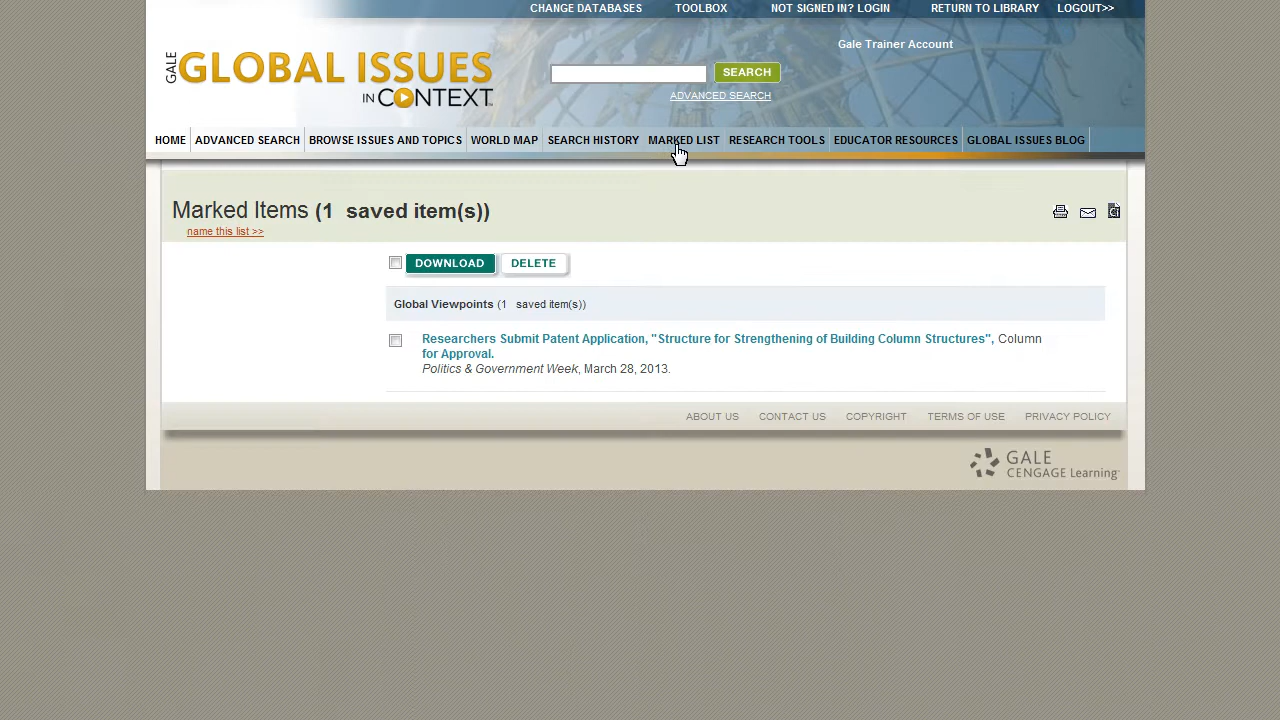 CHANGE DATABASES TOOLBOX NOT SIGNED IN? LOGIN RETURN TO LIBRARY LOGOUT>>
Gale Trainer Account
GALE GLOBAL ISSUES
IN CONTEXT
SEARCH
ADVANCED SEARCH
HOME ADVANCED SEARCH BROWSE ISSUES AND TOPICS WORLD MAP SEARCH HISTORY MARKED LIST RESEARCH TOOLS EDUCATOR RESOURCES GLOBAL ISSUES BLOG
Marked Items (1 saved item(s))
name this list >>
DOWNLOAD DELETE
Global Viewpoints (1 saved item(s))
Researchers Submit Patent Application, "Structure for Strengthening of Building Column Structures", Column
for Approval.
Politics & Government Week, March 28, 2013.
ABOUT US CONTACT US COPYRIGHT TERMS OF USE PRIVACY POLICY
GALE
CENGAGE Learning